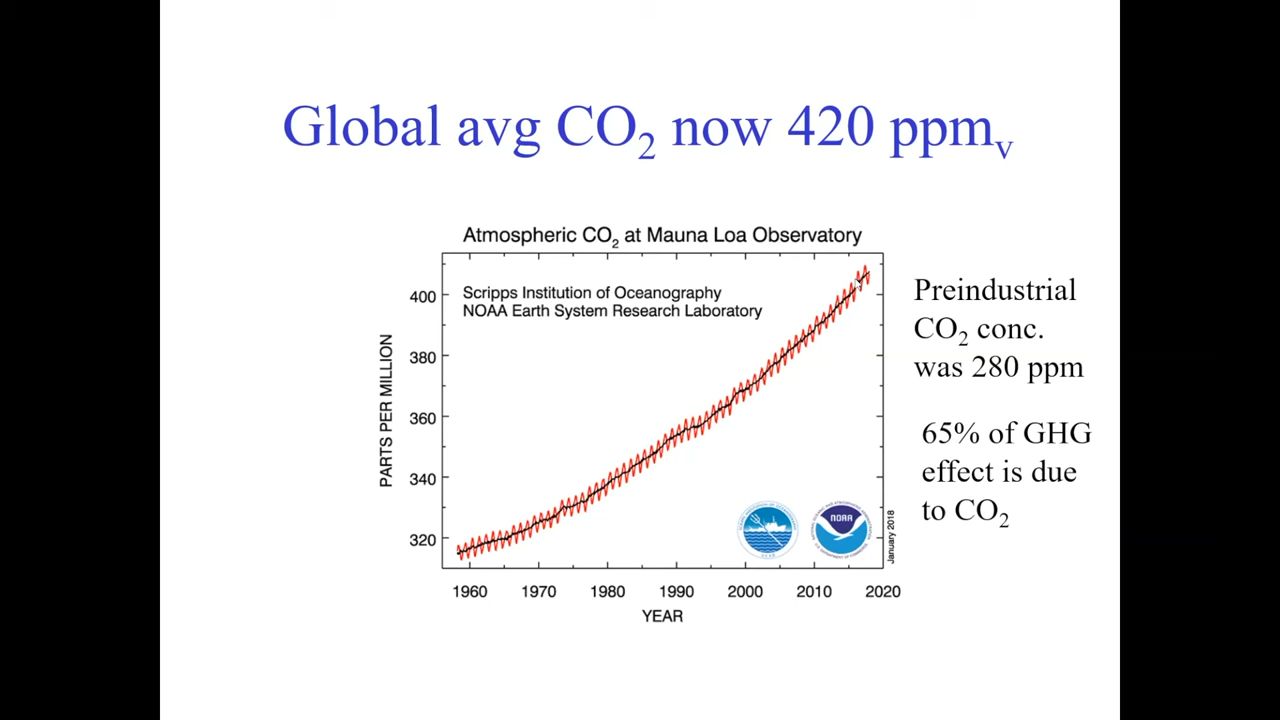 Global avg CO₂ now 420 ppmᵥ
Atmospheric CO₂ at Mauna Loa Observatory
Scripps Institution of Oceanography
NOAA Earth System Research Laboratory
PARTS PER MILLION
400
380
360
340
320
1960 1970 1980 1990 2000 2010 2020
YEAR
NOAA
January 2018
Preindustrial
CO₂ conc.
was 280 ppm
65% of GHG
effect is due
to CO₂